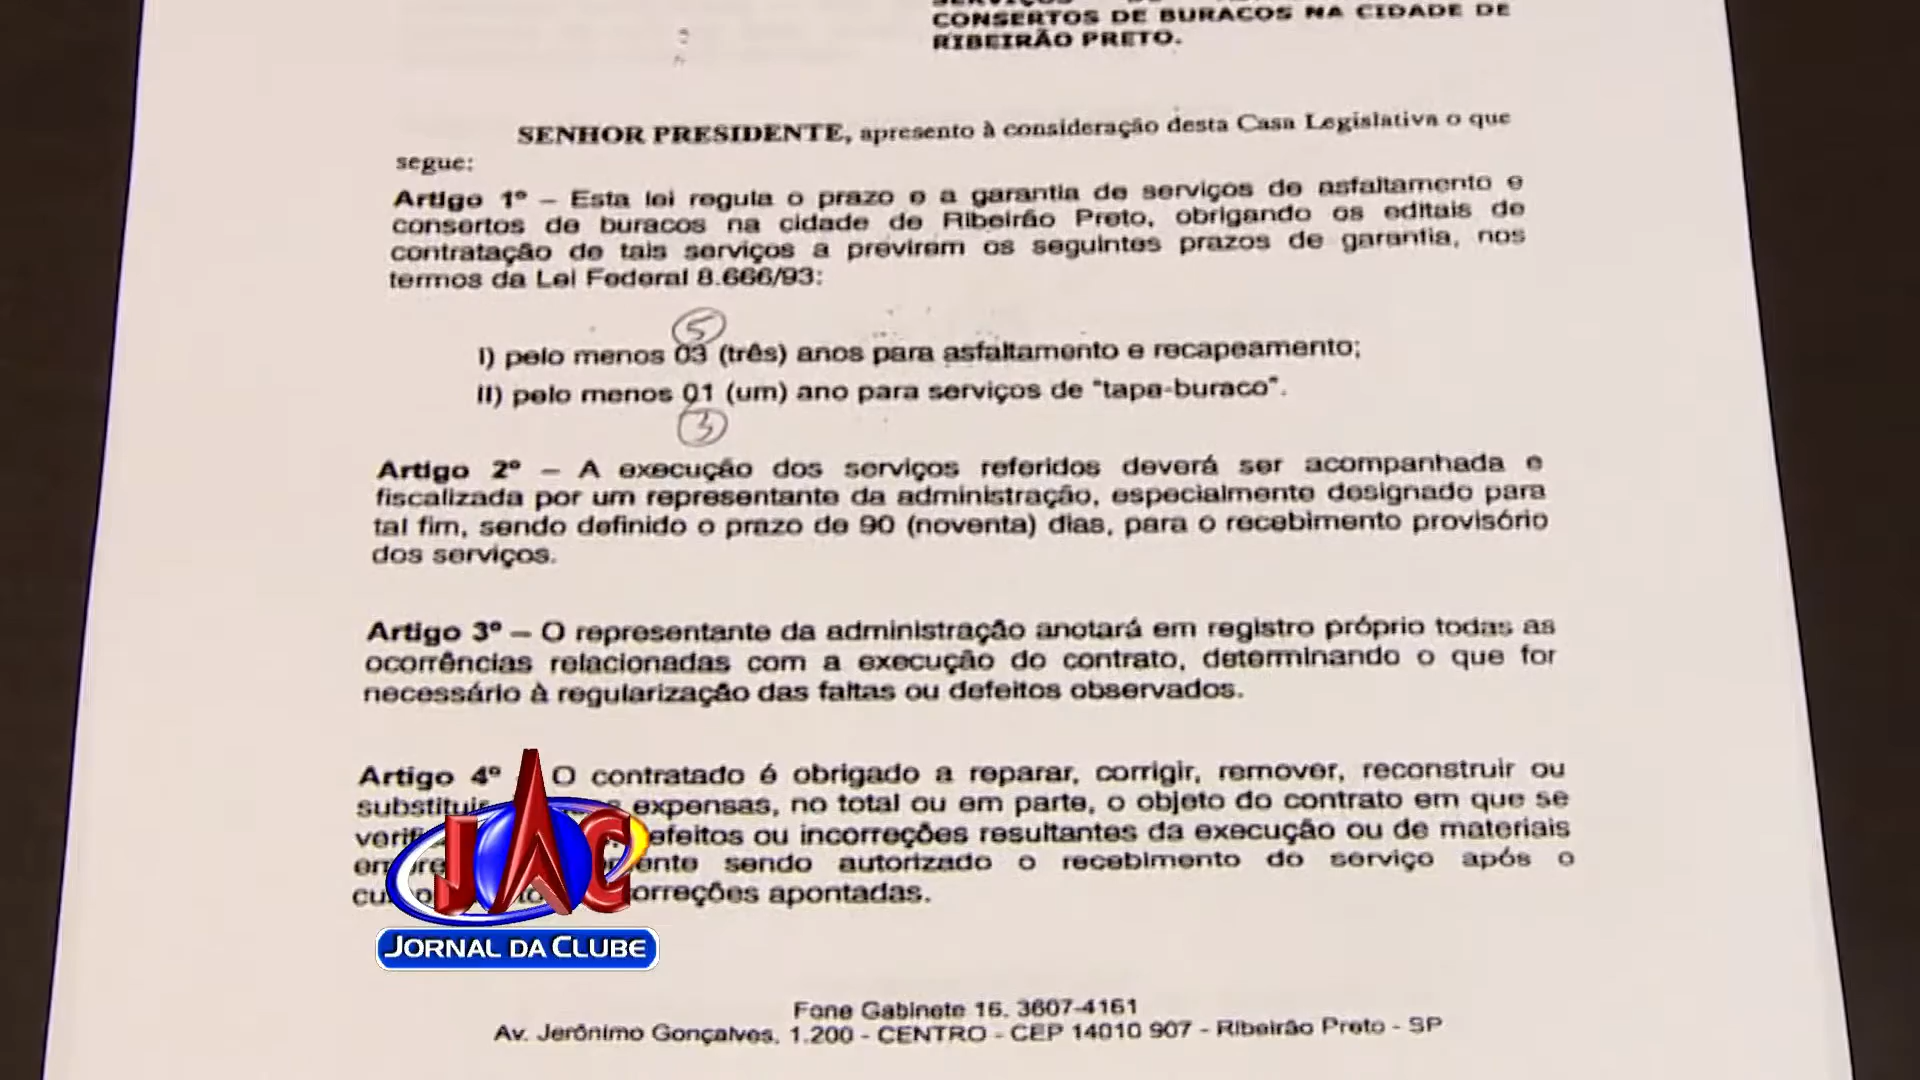 CONSERTOS DE BURACOS NA CIDADE DE
RIBEIRÃO PRETO.
SENHOR PRESIDENTE, apresento à consideração desta Casa Legislativa o que
segue:
Artigo 1º – Esta lei regula o prazo e a garantia de serviços de asfaltamento e
consertos de buracos na cidade de Ribeirão Preto, obrigando os editais de
contratação de tais serviços a previrem os seguintes prazos de garantia, nos
termos da Lei Federal 8.666/93:
5
I) pelo menos 03 (três) anos para asfaltamento e recapeamento;
II) pelo menos 01 (um) ano para serviços de "tapa-buraco".
3
Artigo 2º – A execução dos serviços referidos deverá ser acompanhada e
fiscalizada por um representante da administração, especialmente designado para
tal fim, sendo definido o prazo de 90 (noventa) dias, para o recebimento provisório
dos serviços.
Artigo 3º – O representante da administração anotará em registro próprio todas as
ocorrências relacionadas com a execução do contrato, determinando o que for
necessário à regularização das faltas ou defeitos observados.
Artigo 4º O contratado é obrigado a reparar, corrigir, remover, reconstruir ou
expensas, no total ou em parte, o objeto do contrato em que se
efeitos ou incorreções resultantes da execução ou de materiais
sendo autorizado o recebimento do serviço após o
orreções apontadas.
JAC
JORNAL DA CLUBE
Fone Gabinete 16. 3607-4161
Av. Jerônimo Gonçalves, 1.200 - CENTRO - CEP 14010 907 - Ribeirão Preto - SP